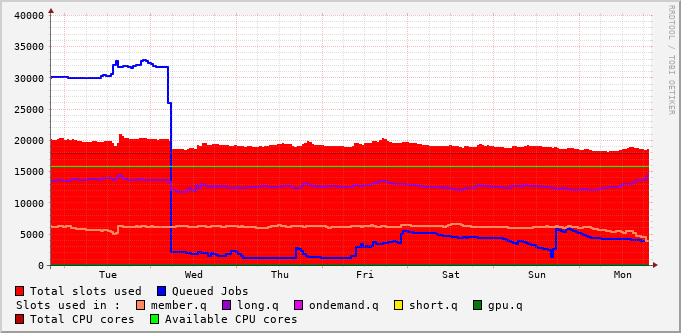 40000
35000
30000
25000
20000
15000
10000
5000
0
Tue Wed Thu Fri Sat Sun Mon
RRDTOOL / TOBI OETIKER
Total slots used Queued Jobs
Slots used in : member.q long.q ondemand.q short.q gpu.q
Total CPU cores Available CPU cores